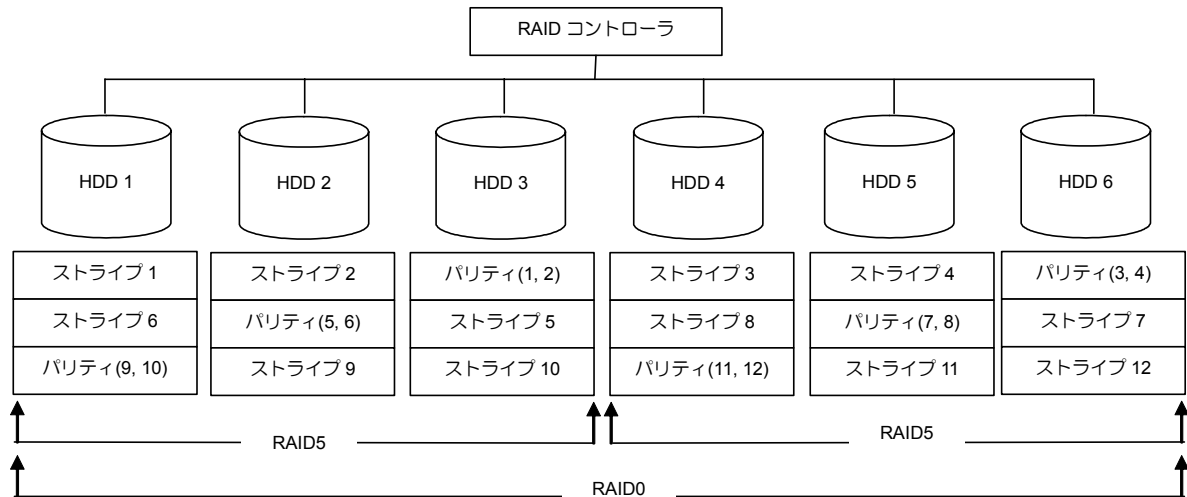 RAID コントローラ
HDD 1
HDD 2
HDD 3
HDD 4
HDD 5
HDD 6
ストライプ 1
ストライプ 2
パリティ(1, 2)
ストライプ 3
ストライプ 4
パリティ(3, 4)
ストライプ 6
パリティ(5, 6)
ストライプ 5
ストライプ 8
パリティ(7, 8)
ストライプ 7
パリティ(9, 10)
ストライプ 9
ストライプ 10
パリティ(11, 12)
ストライプ 11
ストライプ 12
RAID5
RAID5
RAID0